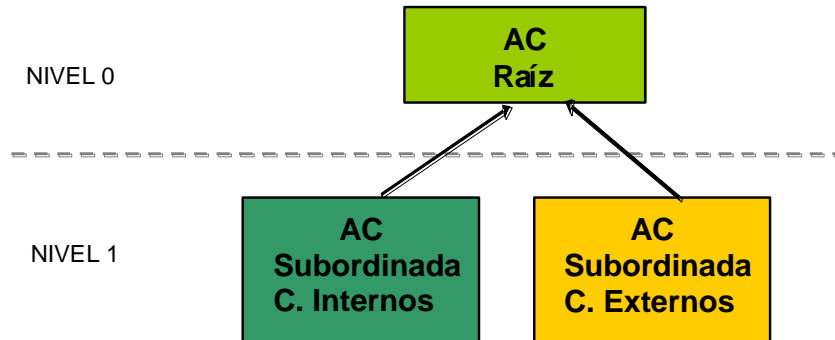 AC
Raíz
NIVEL 0
NIVEL 1
AC
Subordinada
C. Internos
AC
Subordinada
C. Externos